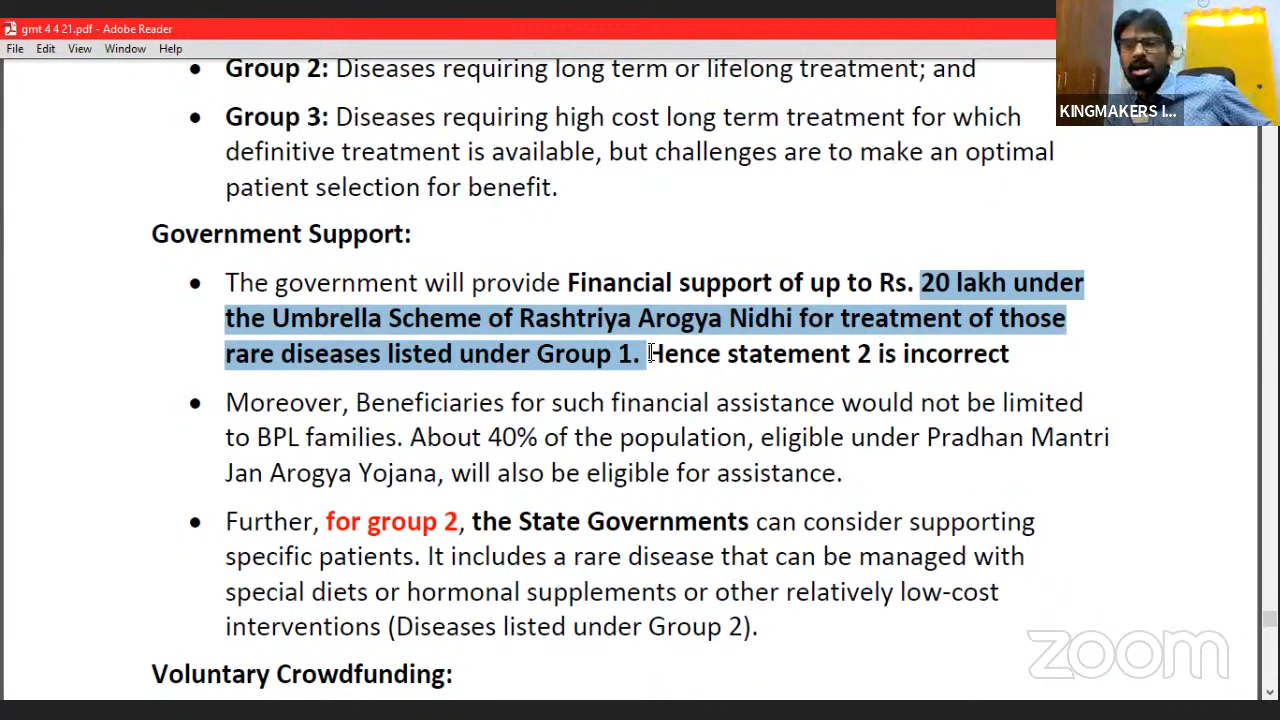 gmt 4 4 21.pdf - Adobe Reader
File Edit View Window Help
KINGMAKERS I...
• Group 2: Diseases requiring long term or lifelong treatment; and
• Group 3: Diseases requiring high cost long term treatment for which
definitive treatment is available, but challenges are to make an optimal
patient selection for benefit.
Government Support:
• The government will provide Financial support of up to Rs. 20 lakh under
the Umbrella Scheme of Rashtriya Arogya Nidhi for treatment of those
rare diseases listed under Group 1. Hence statement 2 is incorrect
• Moreover, Beneficiaries for such financial assistance would not be limited
to BPL families. About 40% of the population, eligible under Pradhan Mantri
Jan Arogya Yojana, will also be eligible for assistance.
• Further, for group 2, the State Governments can consider supporting
specific patients. It includes a rare disease that can be managed with
special diets or hormonal supplements or other relatively low-cost
interventions (Diseases listed under Group 2).
zoom
Voluntary Crowdfunding: